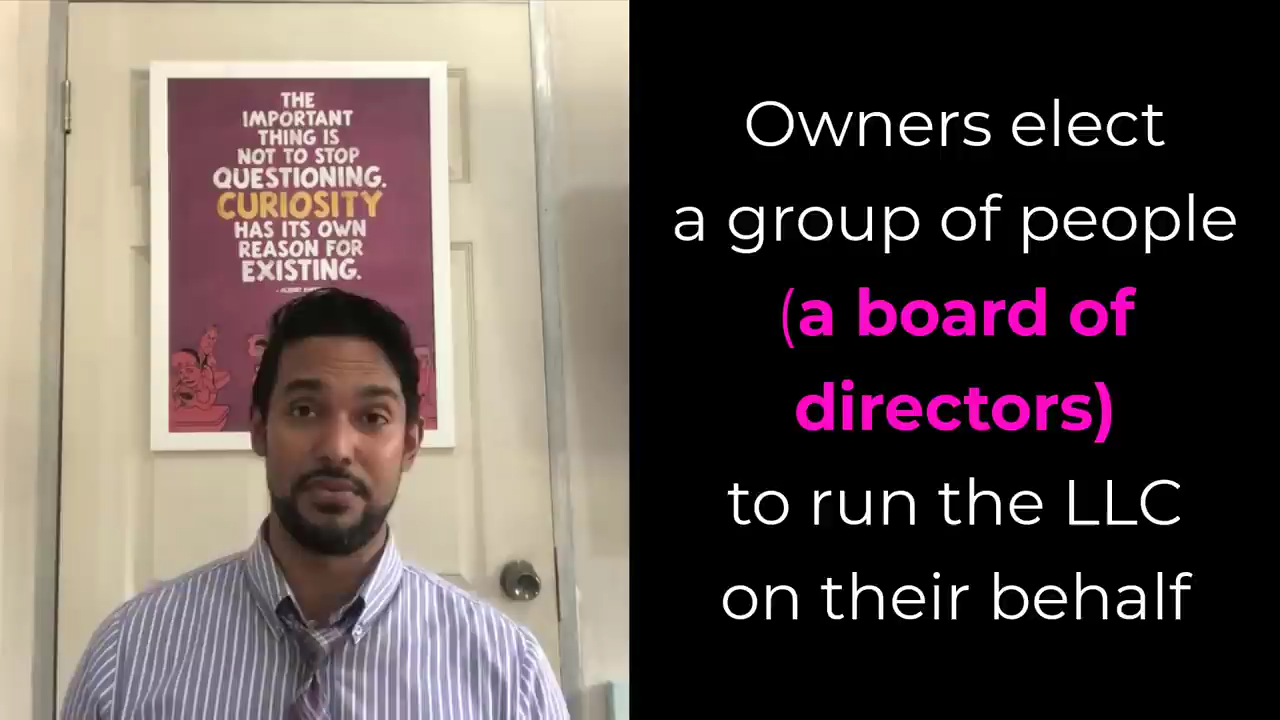 THE
IMPORTANT
THING IS
NOT TO STOP
QUESTIONING.
CURIOSITY
HAS ITS OWN
REASON FOR
EXISTING.
Owners elect
a group of people
(a board of
directors)
to run the LLC
on their behalf